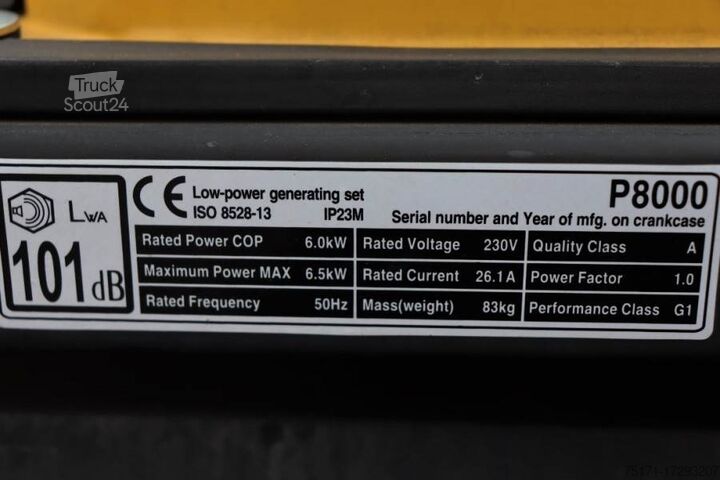 Truck
Scout24
LWA
101dB
CE
Low-power generating set
ISO 8528-13 IP23M
P8000
Serial number and Year of mfg. on crankcase
Rated Power COP 6.0kW Rated Voltage 230V Quality Class A
Maximum Power MAX 6.5kW Rated Current 26.1A Power Factor 1.0
Rated Frequency 50Hz Mass(weight) 83kg Performance Class G1